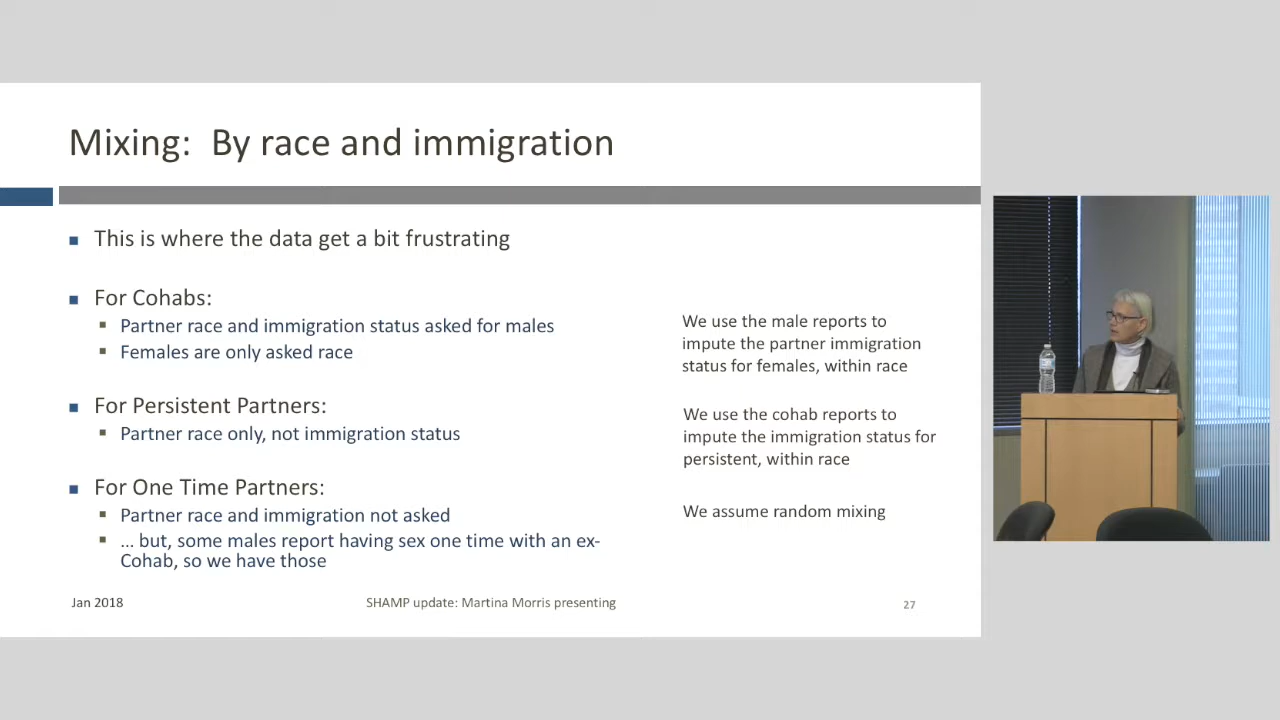 Mixing:  By race and immigration
This is where the data get a bit frustrating
For Cohabs:
Partner race and immigration status asked for males
Females are only asked race
We use the male reports to
impute the partner immigration
status for females, within race
For Persistent Partners:
Partner race only, not immigration status
We use the cohab reports to
impute the immigration status for
persistent, within race
For One Time Partners:
Partner race and immigration not asked
... but, some males report having sex one time with an ex-
Cohab, so we have those
We assume random mixing
Jan 2018
SHAMP update: Martina Morris presenting
27